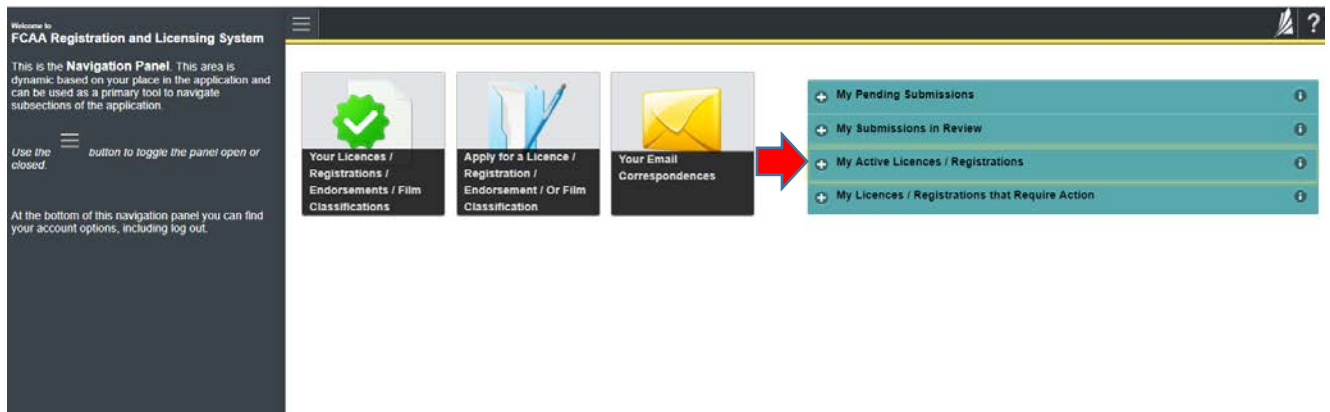 Welcome to
FCAA Registration and Licensing System
This is the Navigation Panel. This area is
dynamic based on your place in the application and
can be used as a primary tool to navigate
subsections of the application.
Use the button to toggle the panel open or
closed.
At the bottom of this navigation panel you can find
your account options, including log out.
?
Your Licences /
Registrations /
Endorsements / Film
Classifications
Apply for a Licence /
Registration /
Endorsement / Or Film
Classification
Your Email
Correspondences
My Pending Submissions
My Submissions in Review
My Active Licences / Registrations
My Licences / Registrations that Require Action